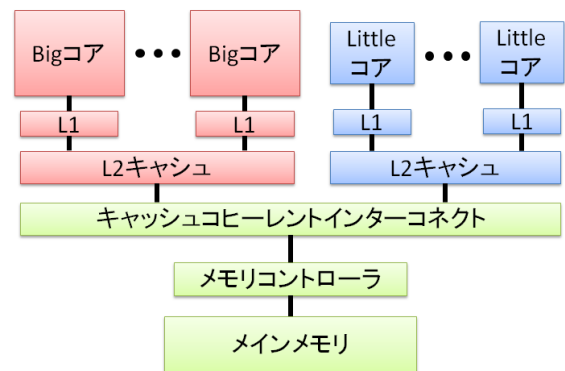 Bigコア
•••
Bigコア
Little
コア
•••
Little
コア
L1
L1
L1
L1
L2キャシュ
L2キャシュ
キャッシュコヒーレントインターコネクト
メモリコントローラ
メインメモリ